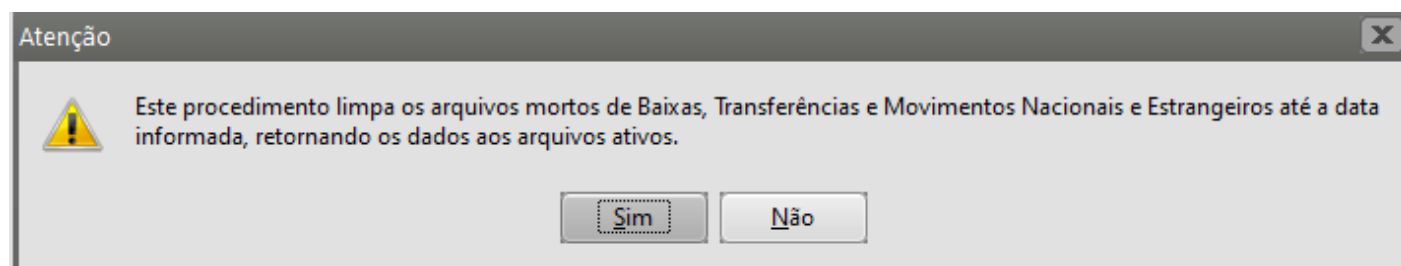 Atenção
Este procedimento limpa os arquivos mortos de Baixas, Transferências e Movimentos Nacionais e Estrangeiros até a data
informada, retornando os dados aos arquivos ativos.
Sim
Não